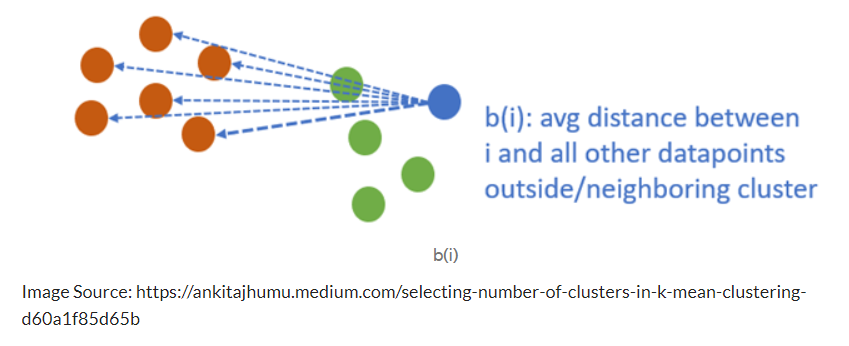 b(i): avg distance between
i and all other datapoints
outside/neighboring cluster
b(i)
Image Source: https://ankitajhumu.medium.com/selecting-number-of-clusters-in-k-mean-clustering-
d60a1f85d65b